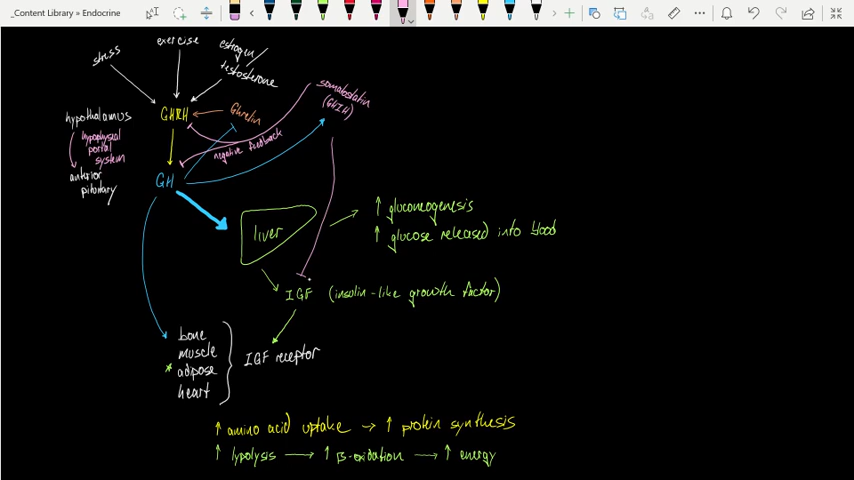 _Content Library » Endocrine
exercise
stress
estrogen
testosterone
somatostatin
(GHIH)
hypothalamus
GHRH
Ghrelin
hypophyseal
portal
system
negative feedback
anterior
pituitary
GH
liver
↑ gluconeogenesis
↑ glucose released into blood
IGF (insulin-like growth factor)
bone
muscle
* adipose
heart
IGF receptor
↑ amino acid uptake → ↑ protein synthesis
↑ lypolysis → ↑ β-oxidation → ↑ energy